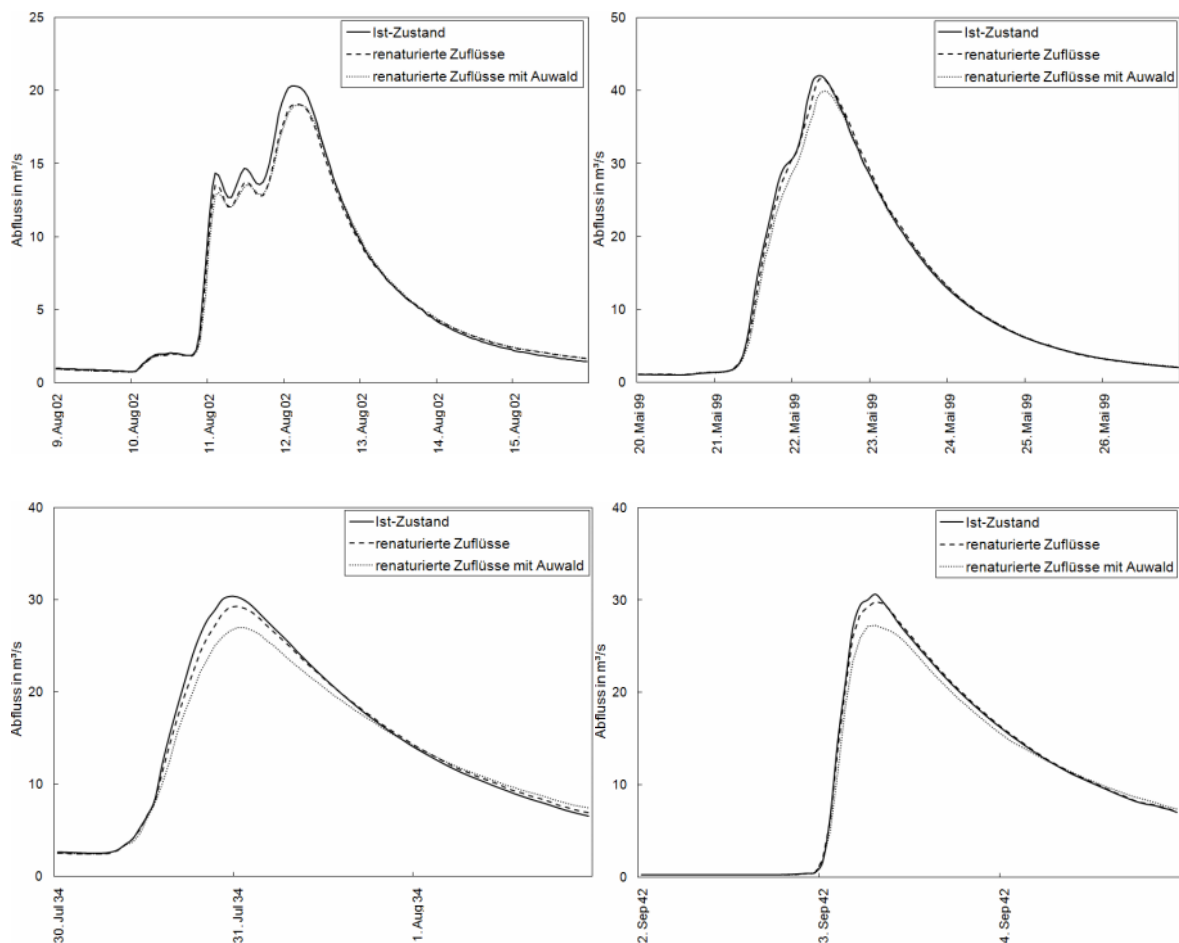 25
20
15
10
5
0
Abfluss in m³/s
Ist-Zustand
renaturierte Zuflüsse
renaturierte Zuflüsse mit Auwald
9. Aug 02
10. Aug 02
11. Aug 02
12. Aug 02
13. Aug 02
14. Aug 02
15. Aug 02
50
40
30
20
10
0
Abfluss in m³/s
Ist-Zustand
renaturierte Zuflüsse
renaturierte Zuflüsse mit Auwald
20. Mai 99
21. Mai 99
22. Mai 99
23. Mai 99
24. Mai 99
25. Mai 99
26. Mai 99
40
30
20
10
0
Abfluss in m³/s
Ist-Zustand
renaturierte Zuflüsse
renaturierte Zuflüsse mit Auwald
30. Jul 34
31. Jul 34
1. Aug 34
40
30
20
10
0
Abfluss in m³/s
Ist-Zustand
renaturierte Zuflüsse
renaturierte Zuflüsse mit Auwald
2. Sep 42
3. Sep 42
4. Sep 42